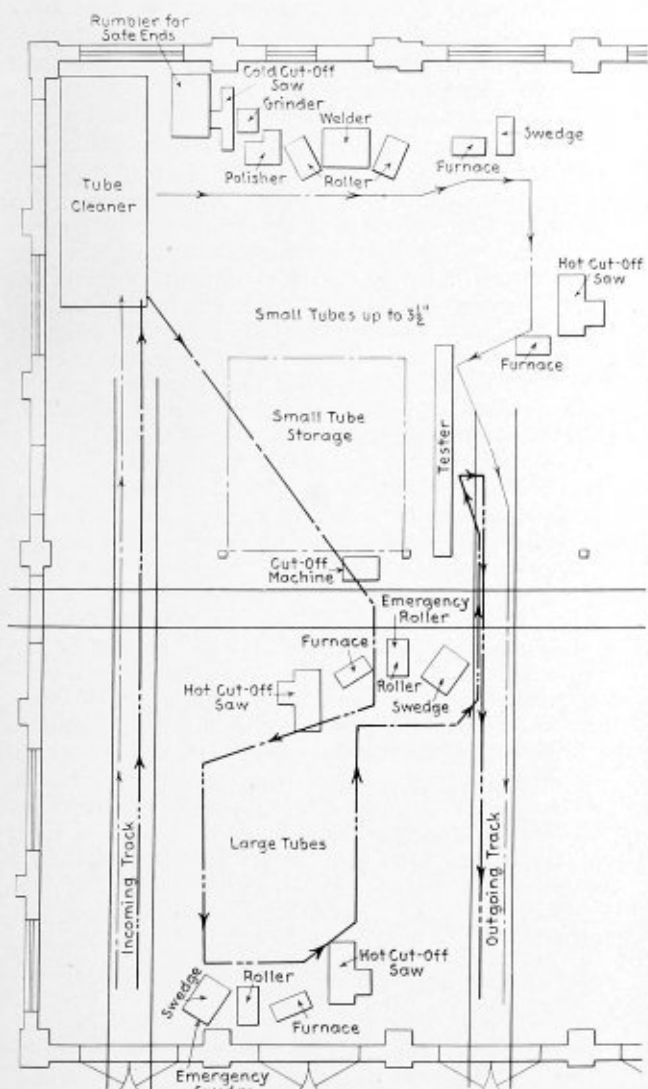 Rumbler for
Safe Ends
Cold Cut-Off
Saw
Grinder
Welder
Swedge
Polisher
Roller
Furnace
Tube
Cleaner
Hot Cut-Off
Saw
Small Tubes up to 3½"
Furnace
Small Tube
Storage
Tester
Cut-Off
Machine
Emergency
Roller
Furnace
Roller
Hot Cut-Off
Saw
Swedge
Large Tubes
Incoming Track
Outgoing Track
Hot Cut-Off
Saw
Swedge
Roller
Furnace
Emergency